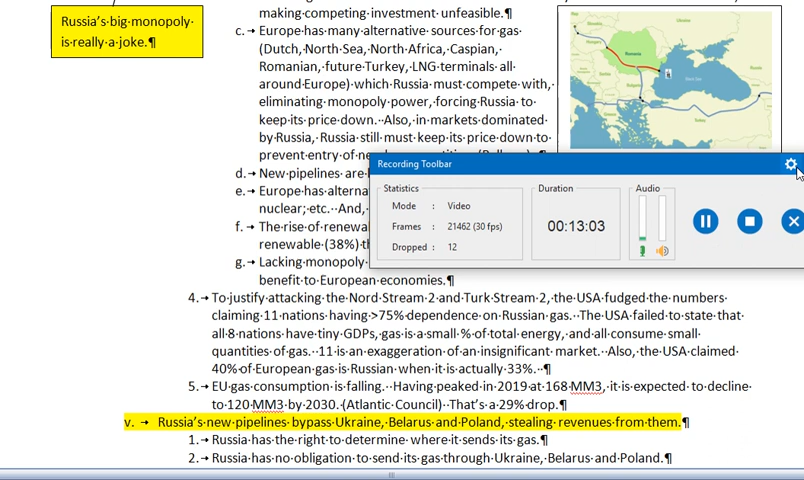 Russia's big monopoly
is really a joke.¶
making competing investment unfeasible.¶
c. Europe has many alternative sources for gas
(Dutch, North Sea, North Africa, Caspian,
Romanian, future Turkey, LNG terminals all
around Europe) which Russia must compete with,
eliminating monopoly power, forcing Russia to
keep its price down. Also, in markets dominated
by Russia, Russia still must keep its price down to
prevent entry of
d. New pipelines are
e. Europe has alterna
nuclear; etc. And,
f. The rise of renewa
renewable (38%) t
g. Lacking monopoly
benefit to European economies.¶
Romania
Recording Toolbar
Statistics
Mode : Video
Frames : 21462 (30 fps)
Dropped : 12
Duration
00:13:03
Audio
4. To justify attacking the Nord Stream 2 and Turk Stream 2, the USA fudged the numbers
claiming 11 nations having >75% dependence on Russian gas. The USA failed to state that
all 8 nations have tiny GDPs, gas is a small % of total energy, and all consume small
quantities of gas. 11 is an exaggeration of an insignificant market. Also, the USA claimed
40% of European gas is Russian when it is actually 33%. ¶
5. EU gas consumption is falling. Having peaked in 2019 at 168 MM3, it is expected to decline
to 120 MM3 by 2030. (Atlantic Council) That's a 29% drop.¶
v. Russia's new pipelines bypass Ukraine, Belarus and Poland, stealing revenues from them.¶
1. Russia has the right to determine where it sends its gas.¶
2. Russia has no obligation to send its gas through Ukraine, Belarus and Poland.¶